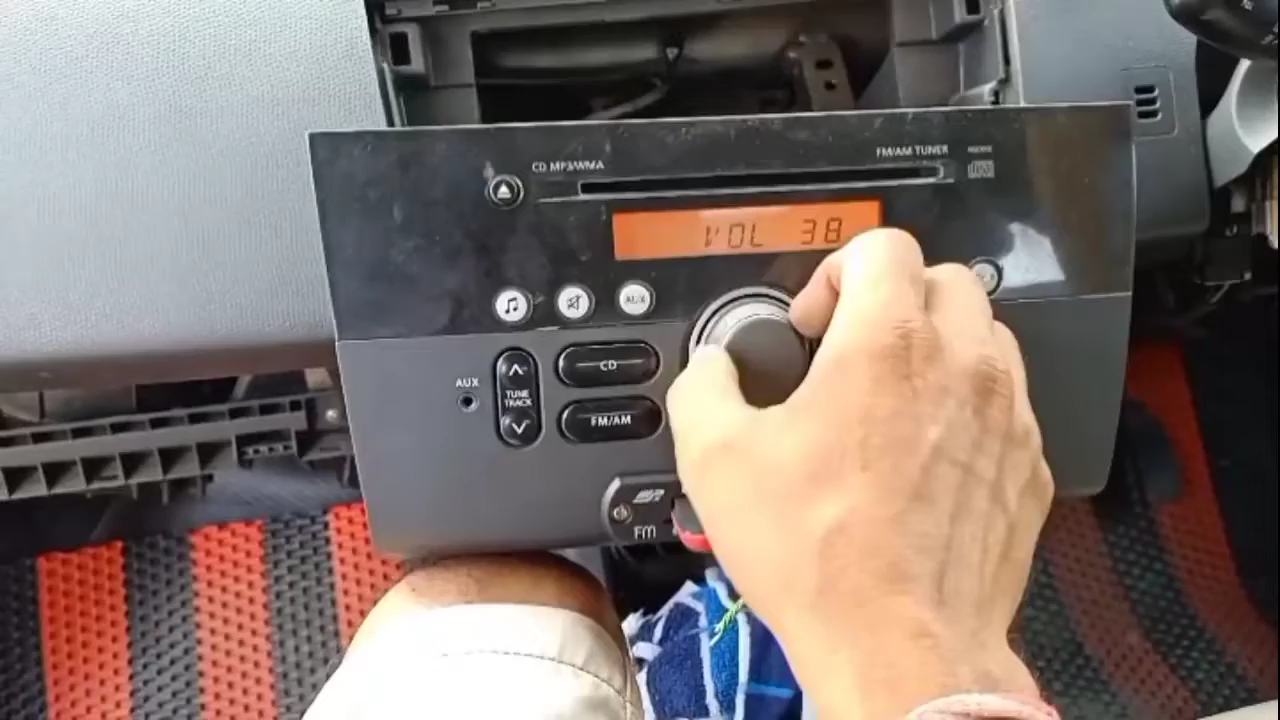 CD MP3/WMA
FM/AM TUNER
VOL 38
AUX
CD
AUX
TUNE
TRACK
FM/AM
FM